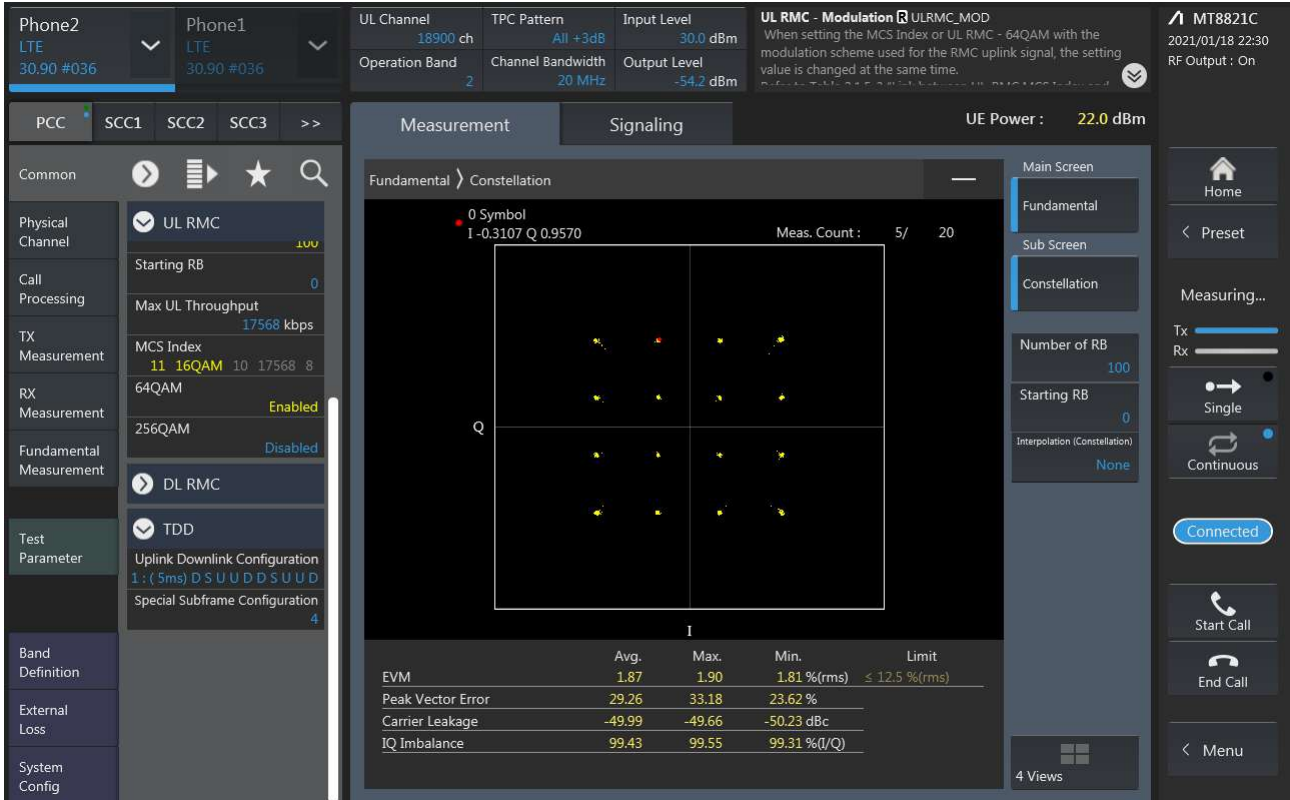 Phone2
LTE
30.90 #036
Phone1
LTE
30.90 #036
UL Channel
18900 ch
TPC Pattern
All +3dB
Input Level
30.0 dBm
Operation Band
2
Channel Bandwidth
20 MHz
Output Level
-54.2 dBm
UL RMC - Modulation R ULRMC_MOD
When setting the MCS Index or UL RMC - 64QAM with the
modulation scheme used for the RMC uplink signal, the setting
value is changed at the same time.
MT8821C
2021/01/18 22:30
RF Output : On
PCC SCC1 SCC2 SCC3 >>
Measurement
Signaling
UE Power : 22.0 dBm
Common
Physical
Channel
Call
Processing
TX
Measurement
RX
Measurement
Fundamental
Measurement
Test
Parameter
Band
Definition
External
Loss
System
Config
UL RMC
100
Starting RB
0
Max UL Throughput
17568 kbps
MCS Index
11 16QAM 10 17568 8
64QAM
Enabled
256QAM
Disabled
DL RMC
TDD
Uplink Downlink Configuration
1 : ( 5ms) D S U U D D S U U D
Special Subframe Configuration
4
Fundamental 〉 Constellation
0 Symbol
I -0.3107 Q 0.9570
Meas. Count : 5/ 20
Q
I
Avg. Max. Min. Limit
EVM 1.87 1.90 1.81 %(rms) ≤ 12.5 %(rms)
Peak Vector Error 29.26 33.18 23.62 %
Carrier Leakage -49.99 -49.66 -50.23 dBc
IQ Imbalance 99.43 99.55 99.31 %(I/Q)
Main Screen
Fundamental
Sub Screen
Constellation
Number of RB
100
Starting RB
0
Interpolation (Constellation)
None
4 Views
Home
< Preset
Measuring...
Tx
Rx
Single
Continuous
Connected
Start Call
End Call
< Menu